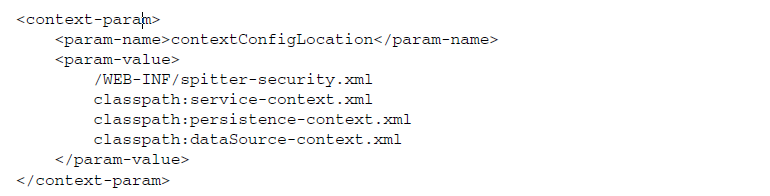 <context-param>
    <param-name>contextConfigLocation</param-name>
    <param-value>
        /WEB-INF/spitter-security.xml
        classpath:service-context.xml
        classpath:persistence-context.xml
        classpath:dataSource-context.xml
    </param-value>
</context-param>